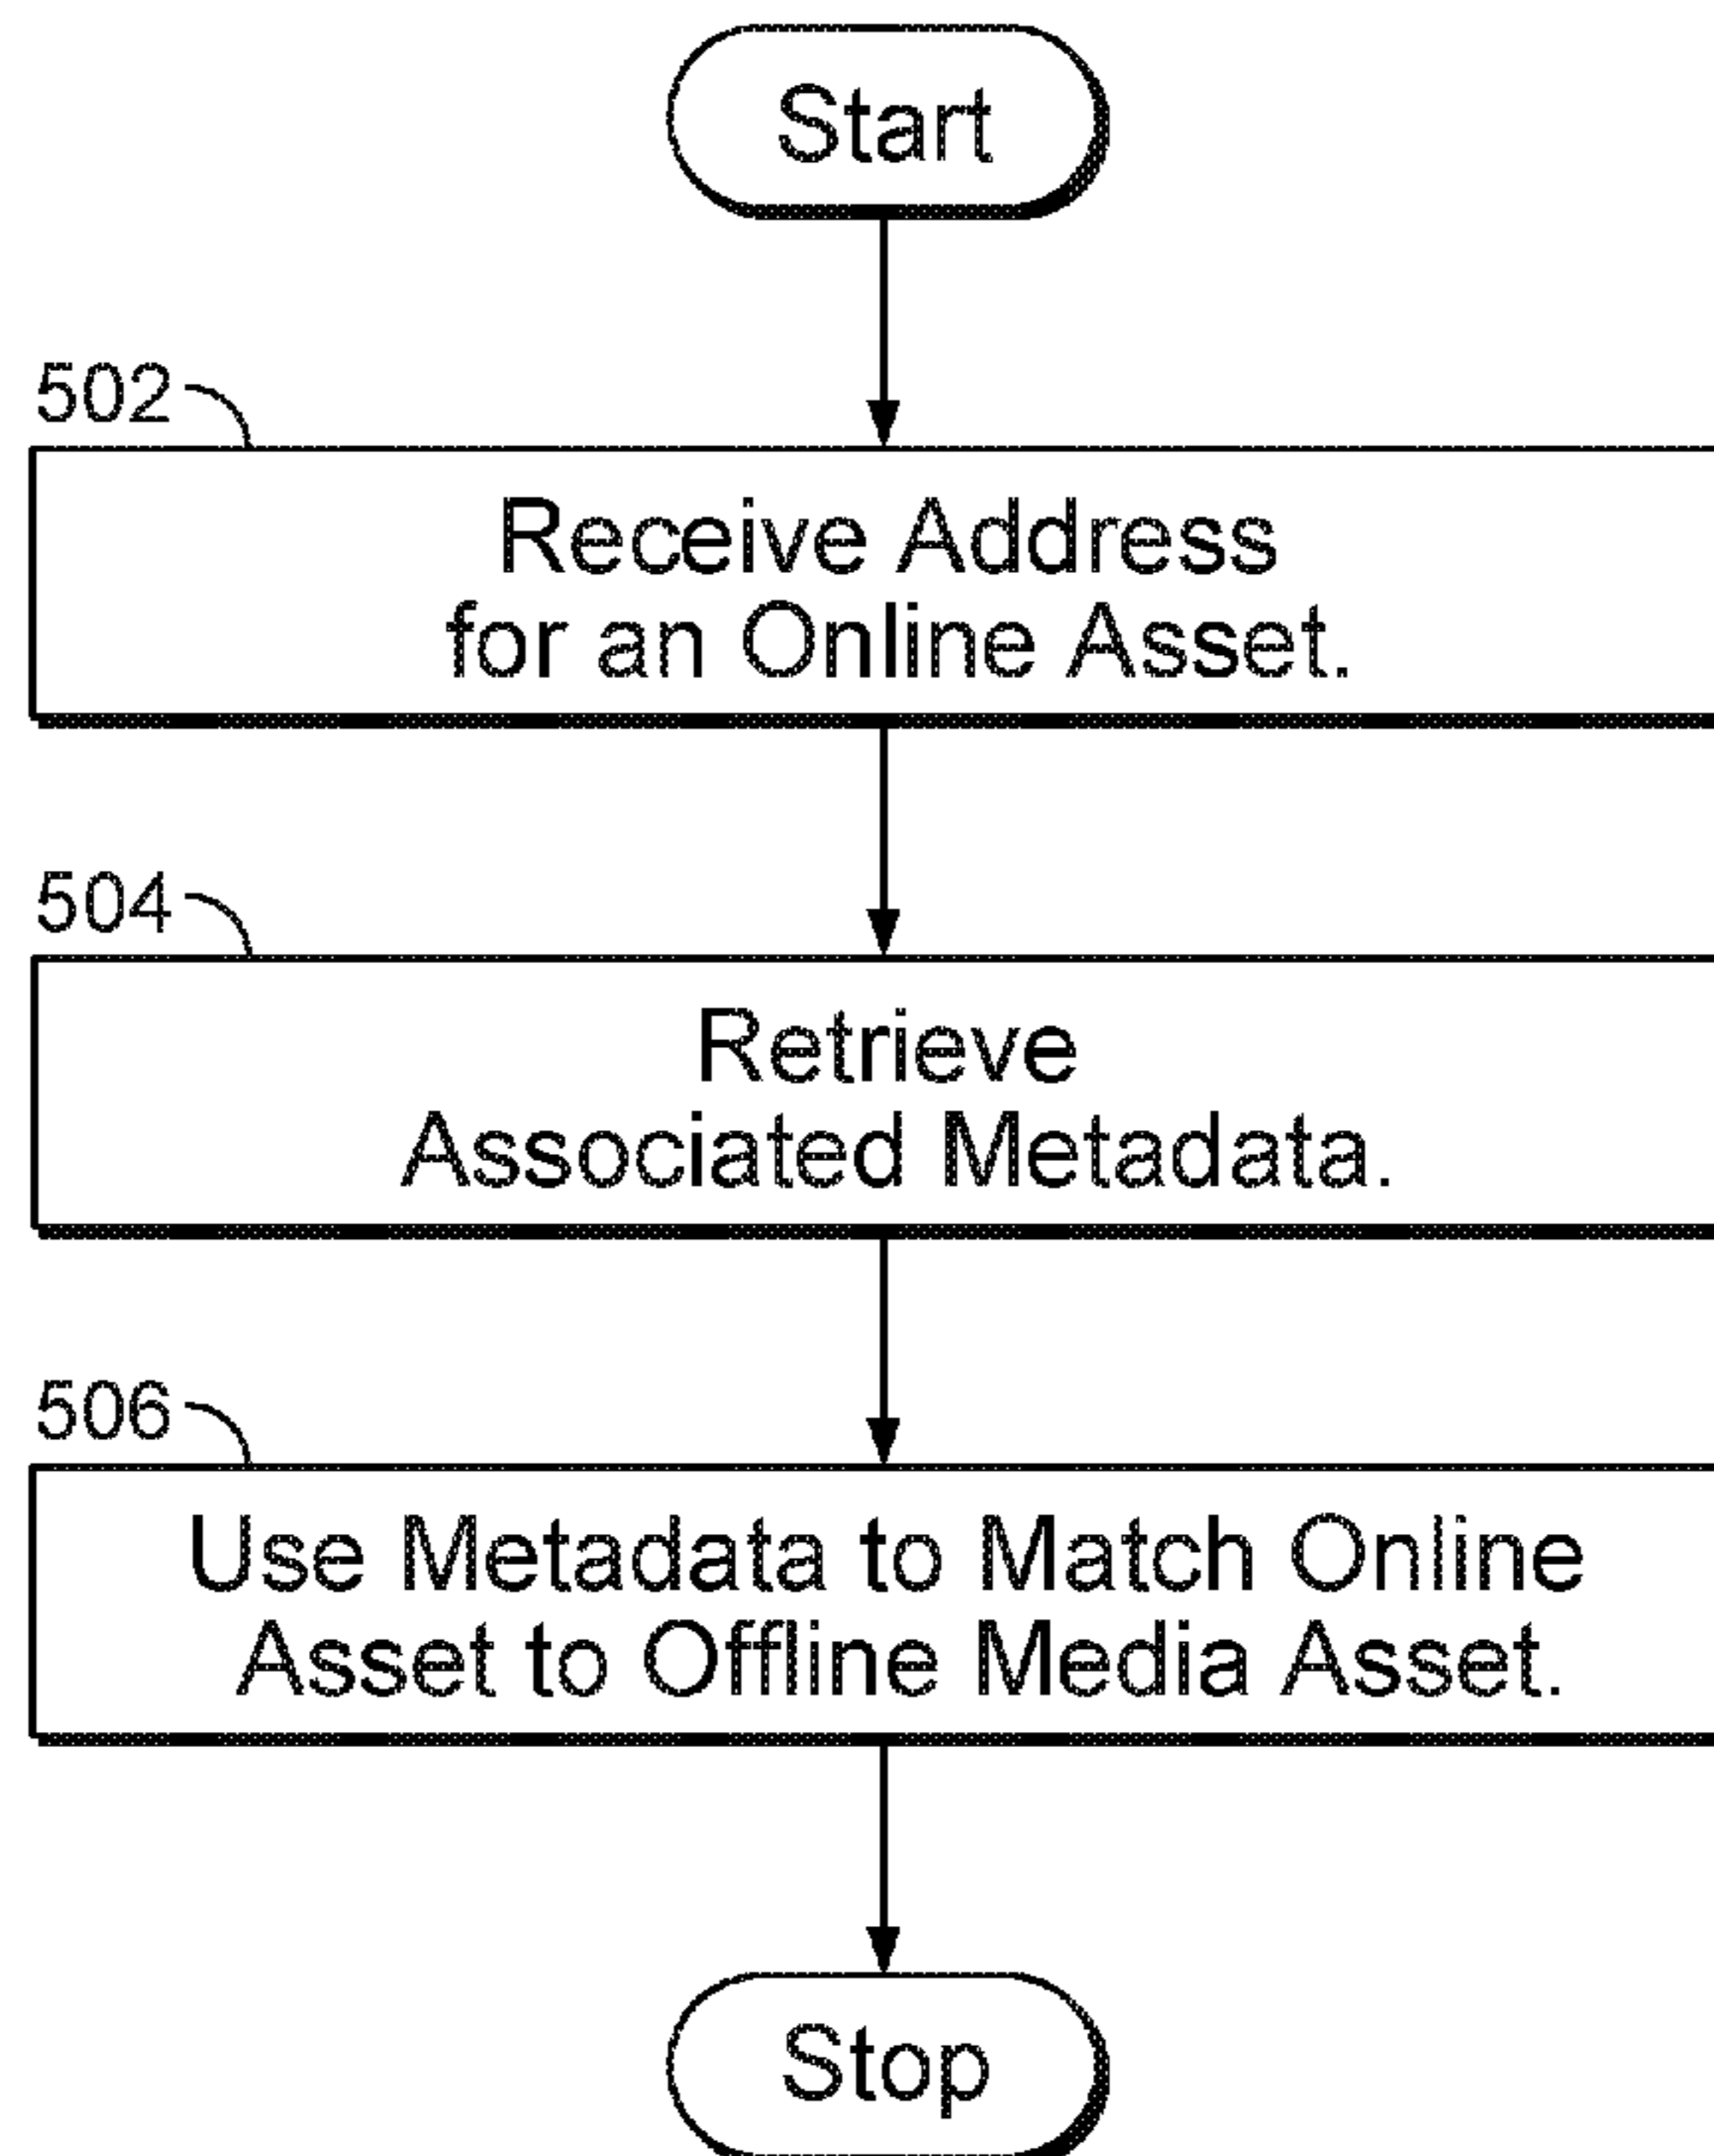 Start
502
Receive Address
for an Online Asset.
504
Retrieve
Associated Metadata.
506
Use Metadata to Match Online
Asset to Offline Media Asset.
Stop